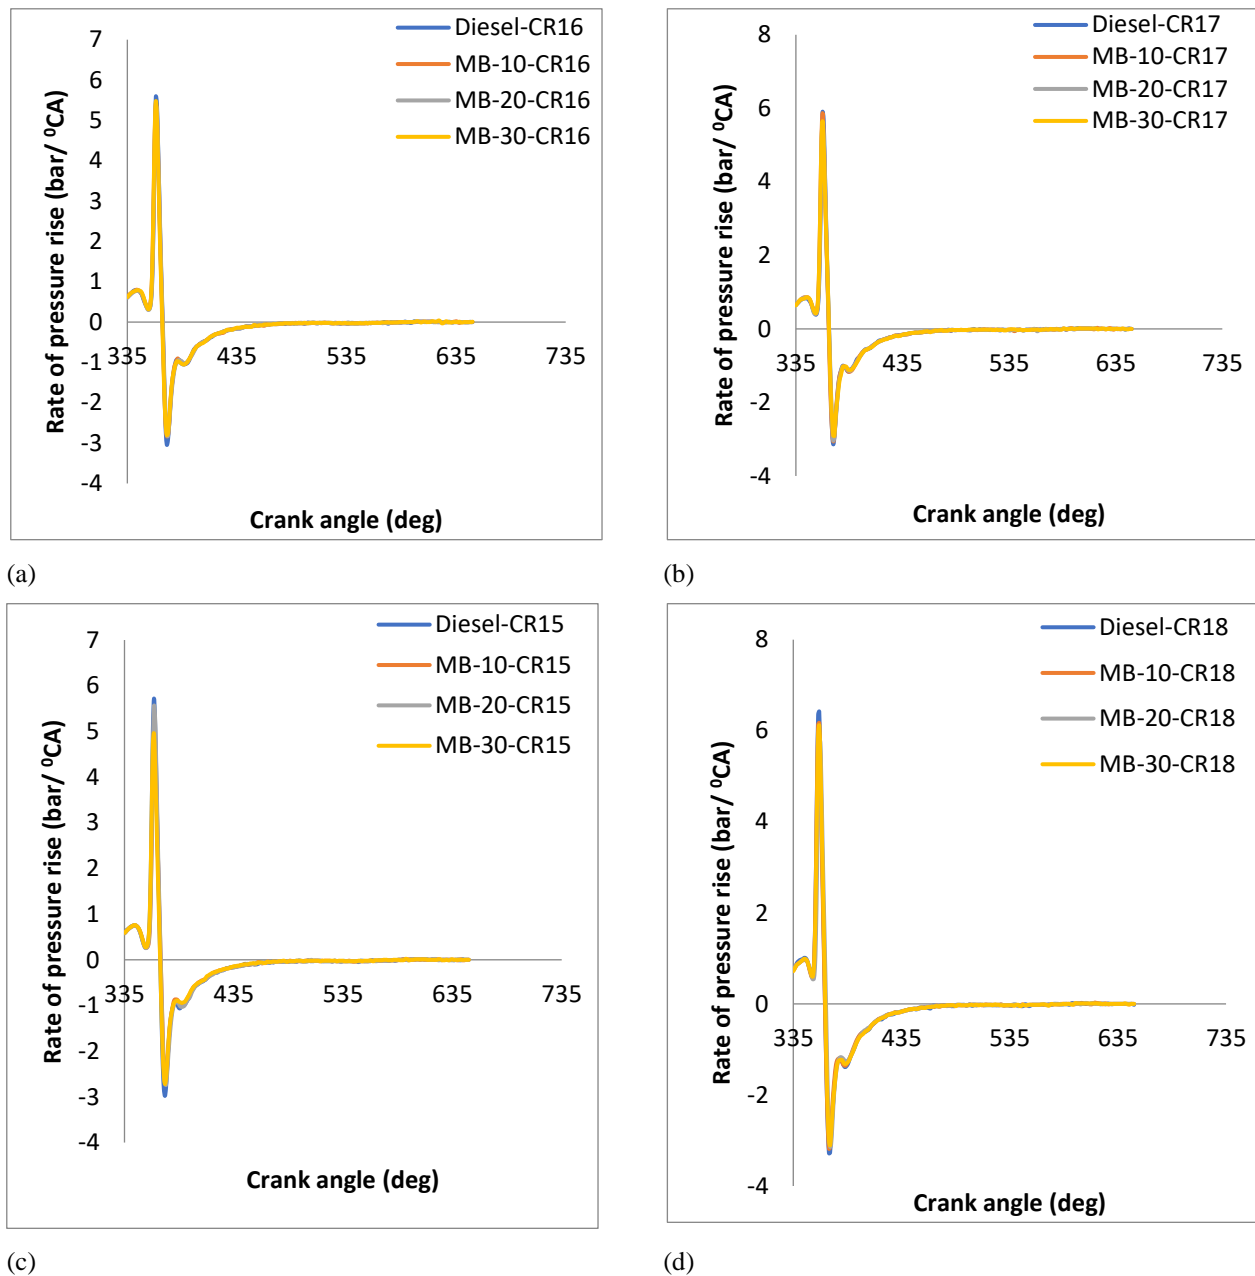 7
6
5
4
3
2
1
0
-1
-2
-3
-4
335
435
535
635
735
Rate of pressure rise (bar/ ⁰CA)
Crank angle (deg)
Diesel-CR16
MB-10-CR16
MB-20-CR16
MB-30-CR16
(a)
8
6
4
2
0
-2
-4
335
435
535
635
735
Rate of pressure rise (bar/ ⁰CA)
Crank angle (deg)
Diesel-CR17
MB-10-CR17
MB-20-CR17
MB-30-CR17
(b)
7
6
5
4
3
2
1
0
-1
-2
-3
-4
335
435
535
635
735
Rate of pressure rise (bar/ ⁰CA)
Crank angle (deg)
Diesel-CR15
MB-10-CR15
MB-20-CR15
MB-30-CR15
(c)
8
6
4
2
0
-2
-4
335
435
535
635
735
Rate of pressure rise (bar/ ⁰CA)
Crank angle (deg)
Diesel-CR18
MB-10-CR18
MB-20-CR18
MB-30-CR18
(d)